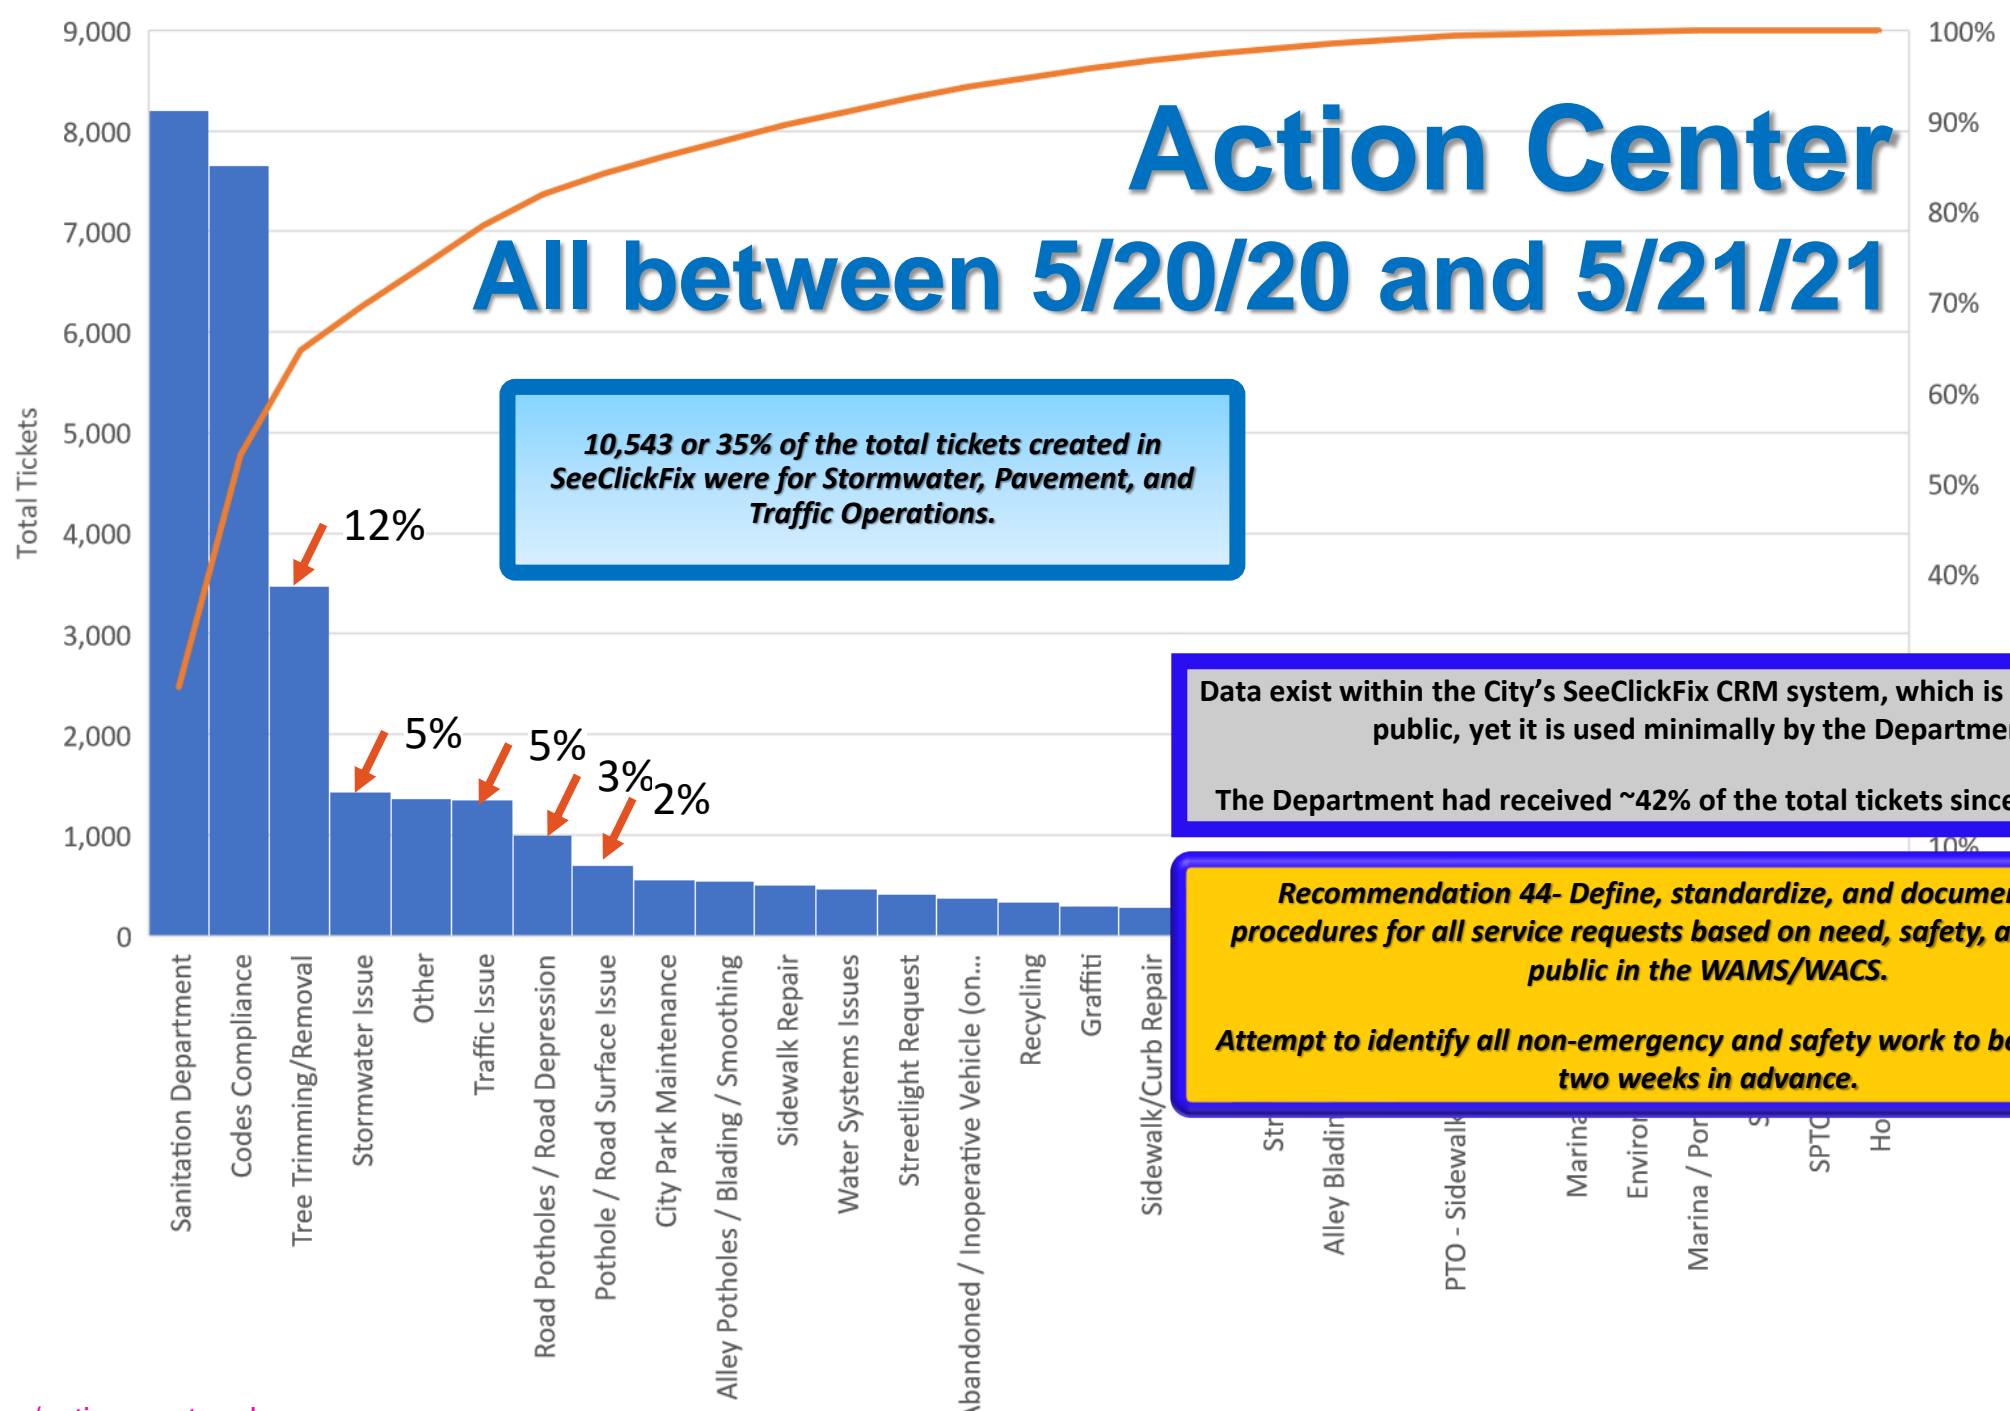 Action Center
All between 5/20/20 and 5/21/21
9,000
8,000
7,000
6,000
5,000
4,000
3,000
2,000
1,000
0
Total Tickets
100%
90%
80%
70%
60%
50%
40%
10%
12%
5%
5%
3%
2%
10,543 or 35% of the total tickets created in
SeeClickFix were for Stormwater, Pavement, and
Traffic Operations.
Data exist within the City’s SeeClickFix CRM system, which is
public, yet it is used minimally by the
The Department had received ~42% of the total tickets since
Recommendation 44- Define, standardize, and
procedures for all service requests based on need, safety,
public in the WAMS/WACS.
Attempt to identify all non-emergency and safety work to
two weeks in advance.
Sanitation Department
Codes Compliance
Tree Trimming/Removal
Stormwater Issue
Other
Traffic Issue
Road Potholes / Road Depression
Pothole / Road Surface Issue
City Park Maintenance
Alley Potholes / Blading / Smoothing
Sidewalk Repair
Water Systems Issues
Streetlight Request
Abandoned / Inoperative Vehicle (on...
Recycling
Graffiti
Sidewalk/Curb Repair
Alley
PTO - Sidewalk
Marina
Marina /